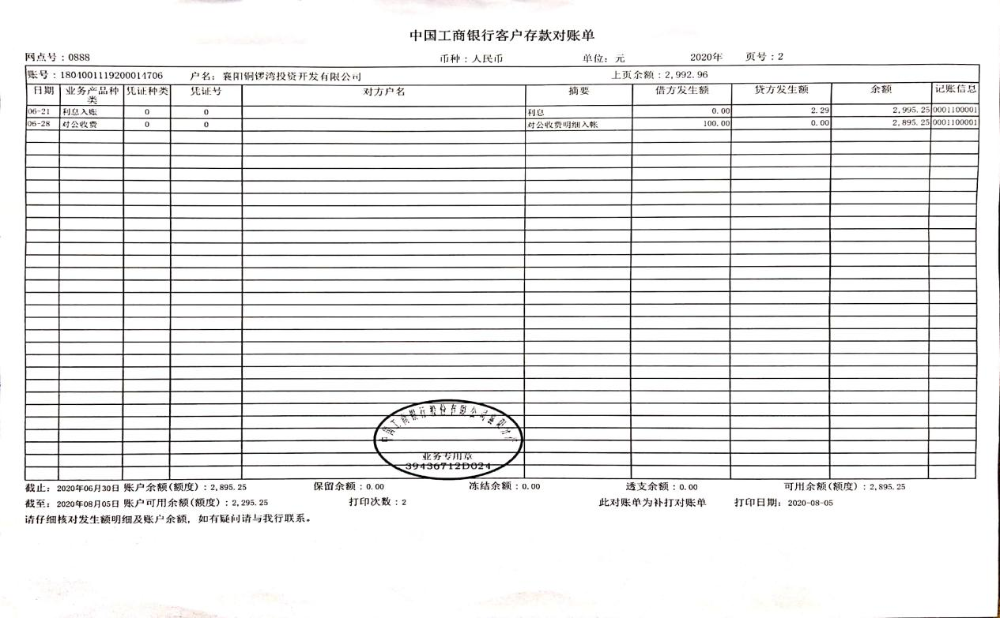 中国工商银行客户存款对账单
网点号：0888 币种：人民币 单位：元 2020年 页号：2
账号：1804001119200014706 户名：襄阳铜锣湾投资开发有限公司 上页余额：2,992.96
日期 业务产品种类 凭证种类 凭证号 对方户名 摘要 借方发生额 贷方发生额 余额 记账信息
06-21 利息入账 0 0 利息 0.00 2.29 2,995.25 0001100001
06-28 对公收费 0 0 对公收费明细入帐 100.00 0.00 2,895.25 0001100001
中国工商银行股份有限公司
业务专用章
39436712D024
截止：2020年06月30日 账户余额(额度)：2,895.25 保留余额：0.00 冻结余额：0.00 透支余额：0.00 可用余额(额度)：2,895.25
截至：2020年08月05日 账户可用余额(额度)：2,295.25 打印次数：2 此对账单为补打对账单 打印日期：2020-08-05
请仔细核对发生额明细及账户余额，如有疑问请与我行联系。